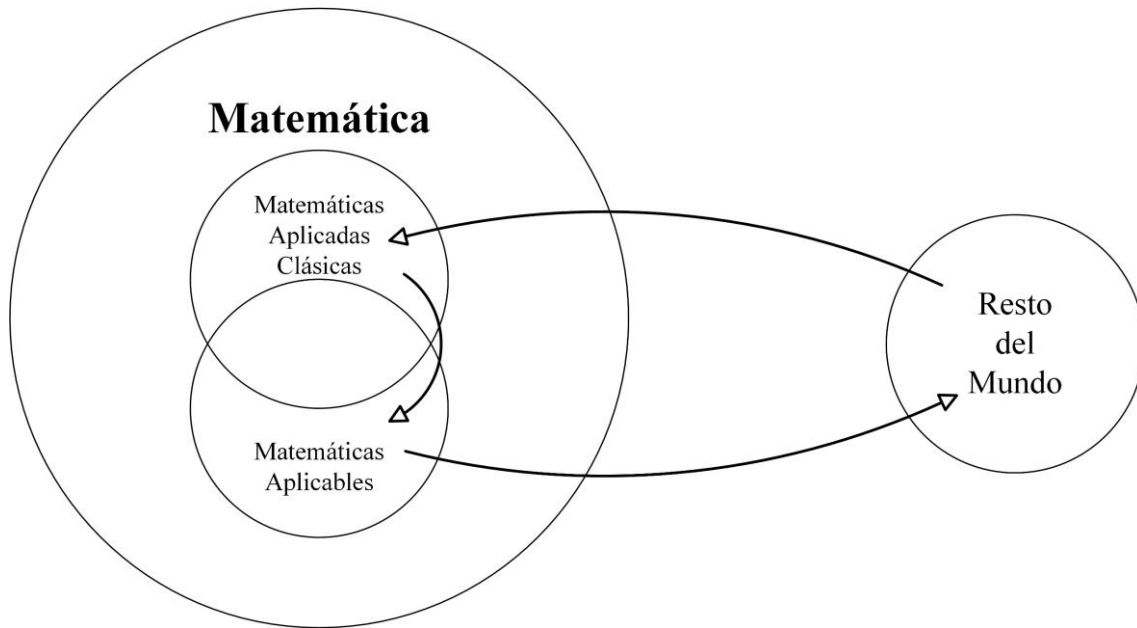 Matemática
Matemáticas
Aplicadas
Clásicas
Matemáticas
Aplicables
Resto
del
Mundo